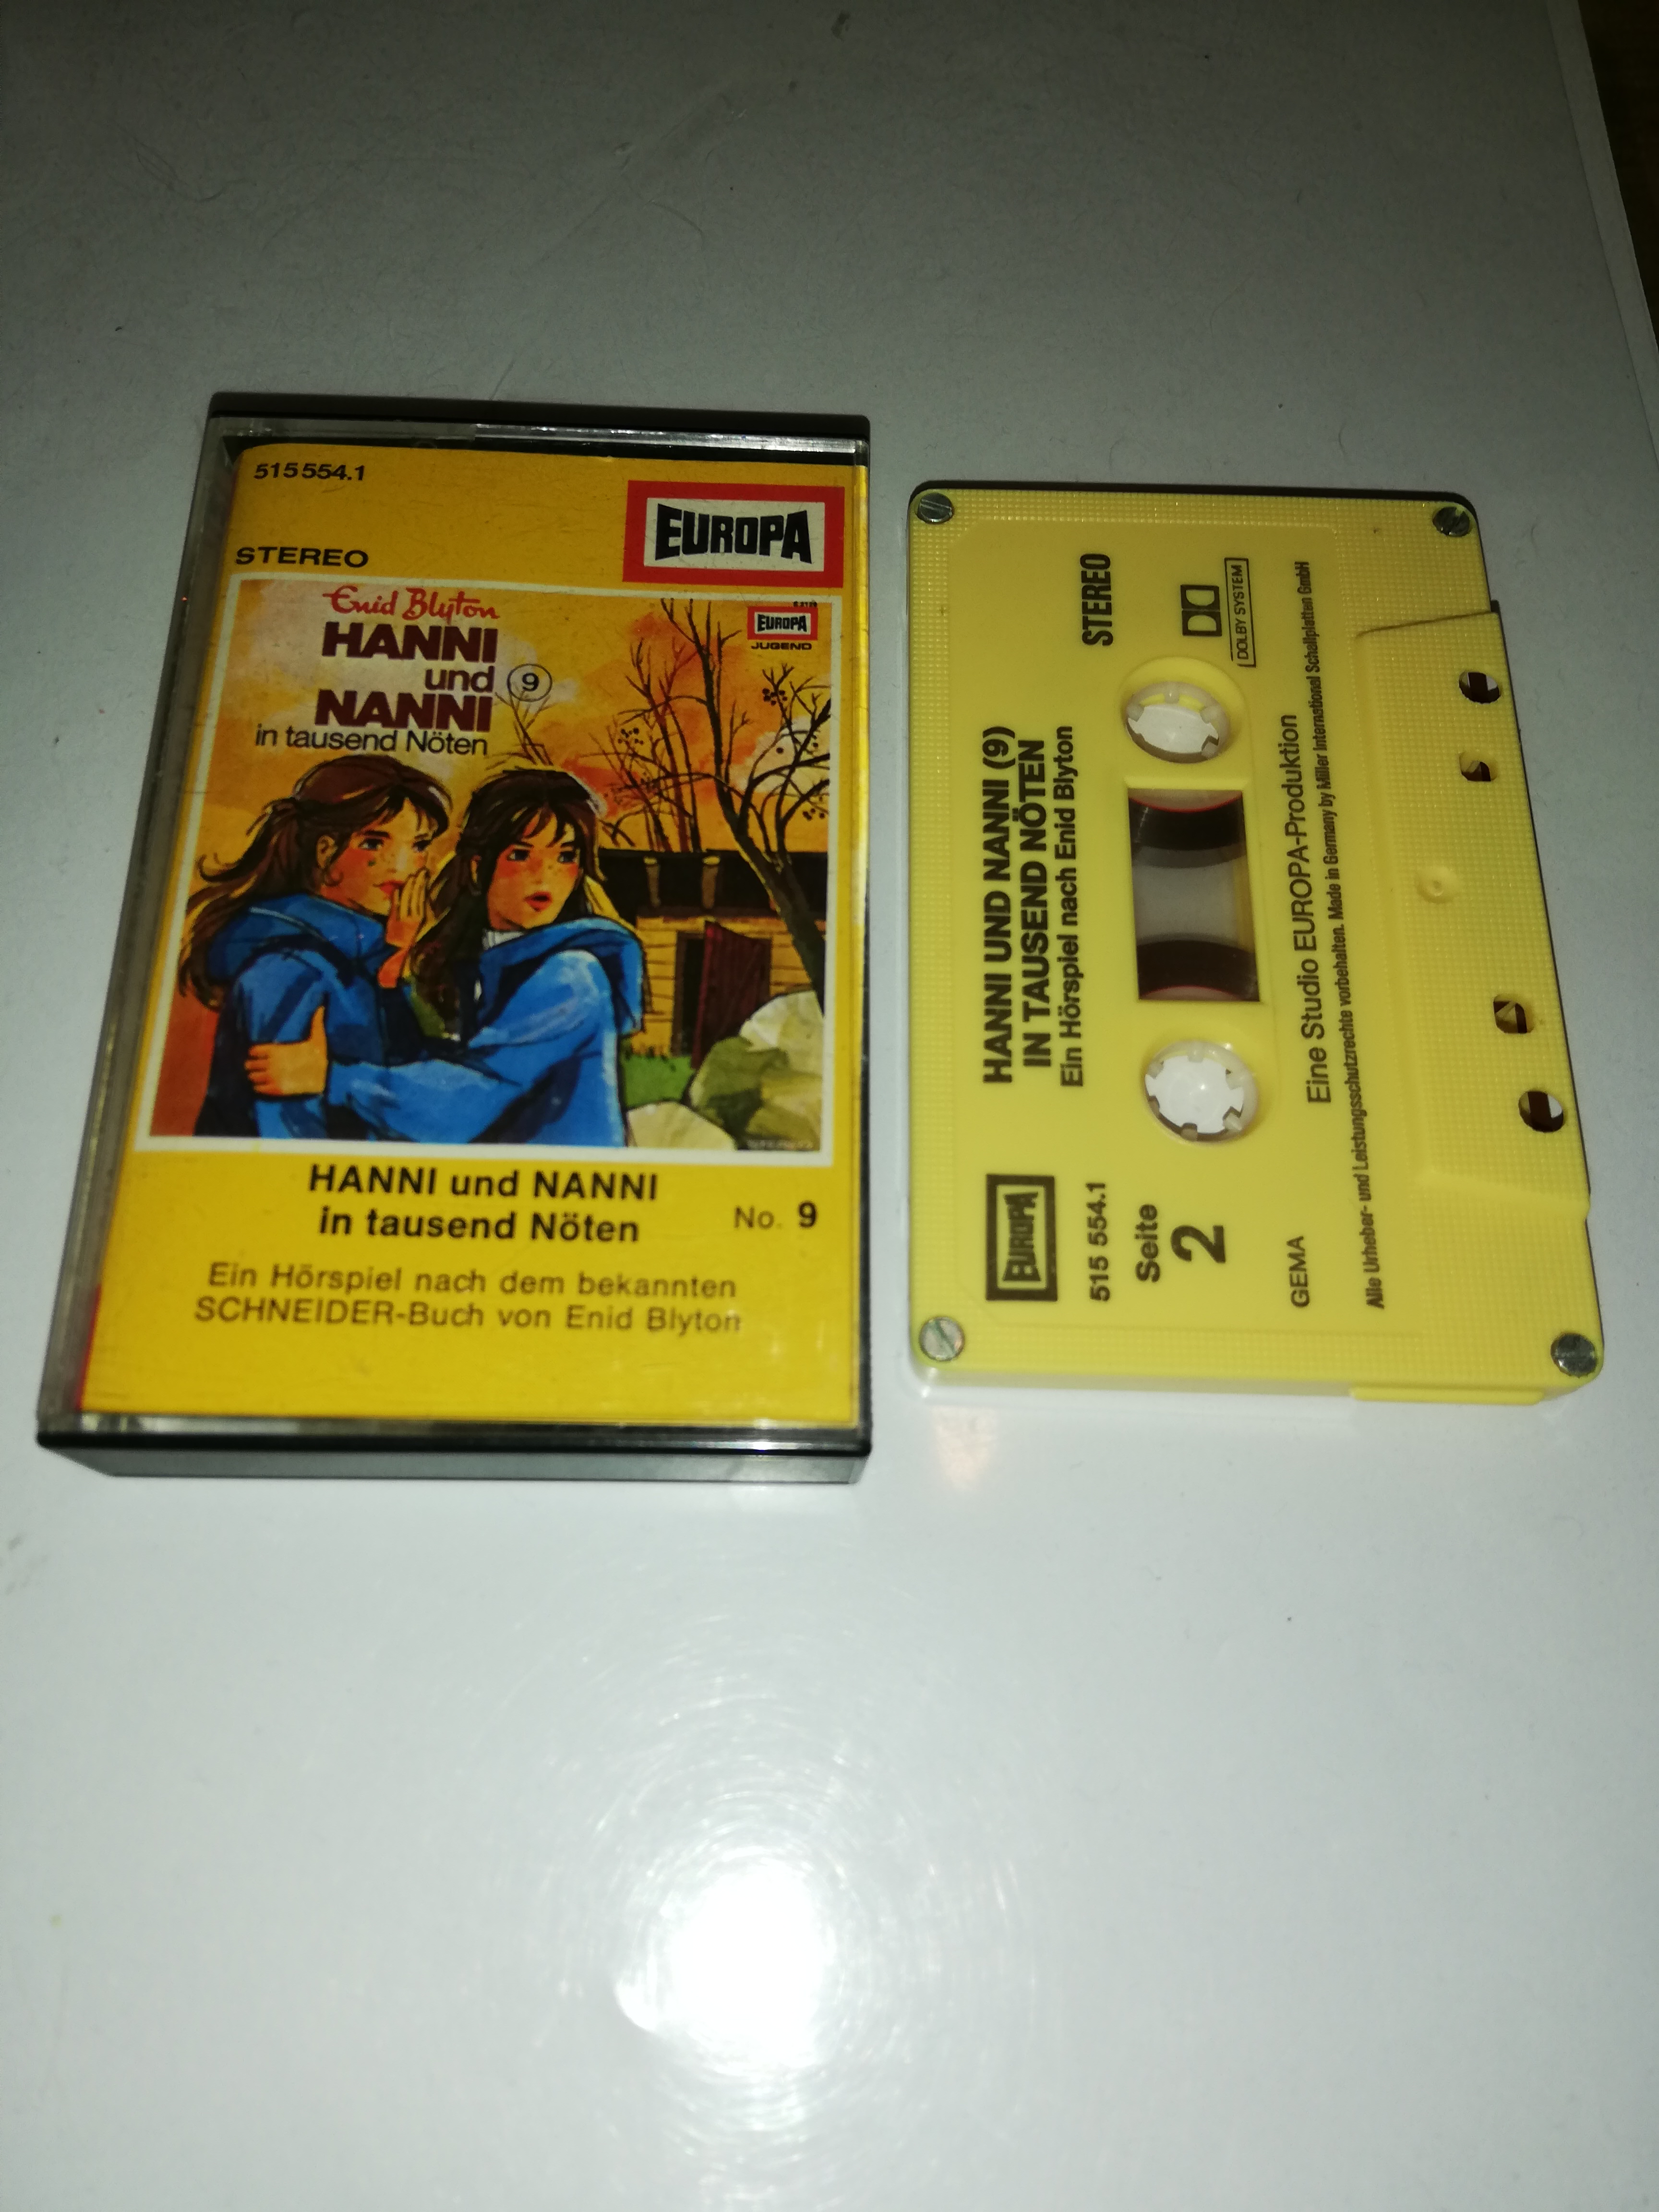 515 554.1
EUROPA
STEREO
Enid Blyton
HANNI
und
NANNI
9
in tausend Nöten
EUROPA
JUGEND
HANNI und NANNI
in tausend Nöten
No. 9
Ein Hörspiel nach dem bekannten
SCHNEIDER-Buch von Enid Blyton
EUROPA
HANNI UND NANNI (9)
IN TAUSEND NÖTEN
Ein Hörspiel nach Enid Blyton
STEREO
515 554.1
Seite
2
DOLBY SYSTEM
GEMA
Eine Studio EUROPA-Produktion
Alle Urheber- und Leistungsschutzrechte vorbehalten. Made in Germany by Miller International Schallplatten GmbH